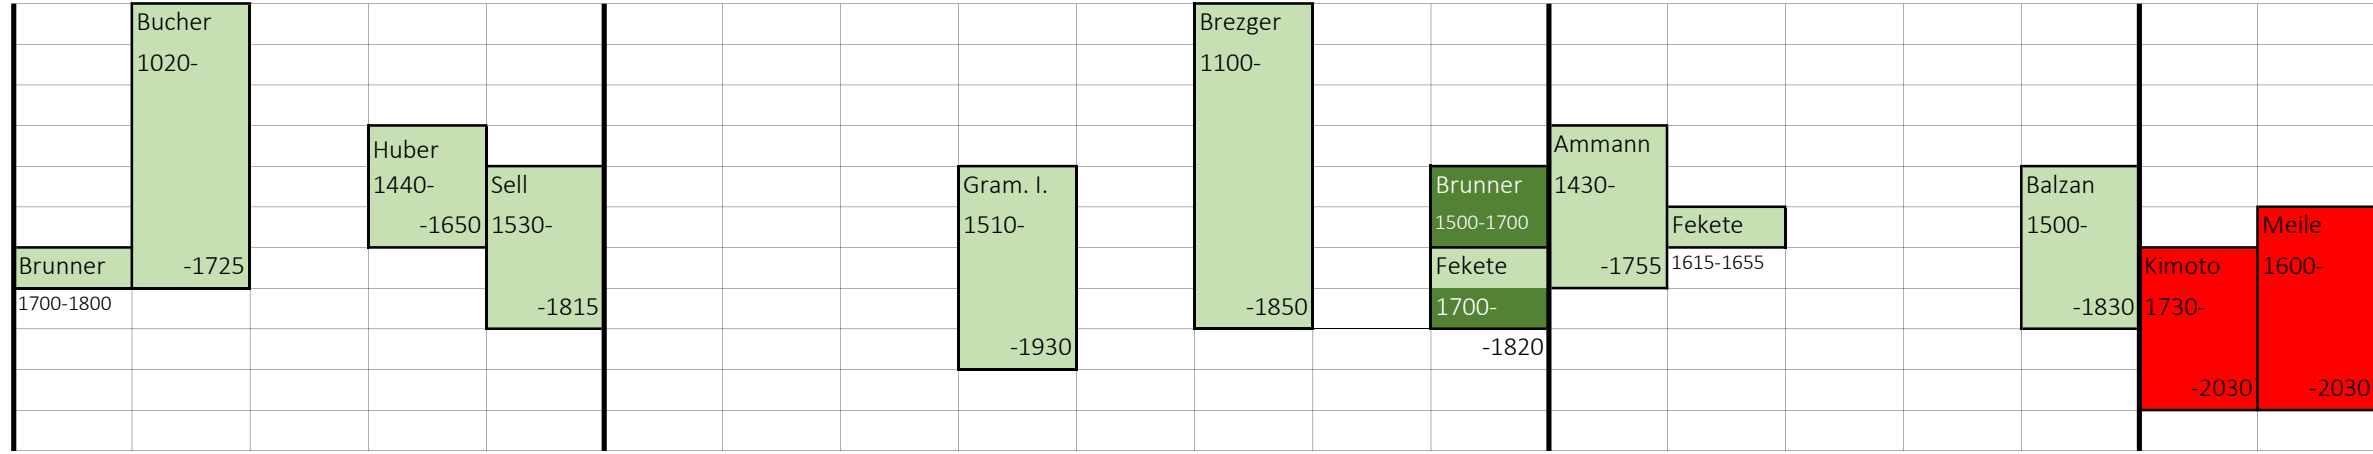 Brunner
1700-1800
Bucher
1020-
-1725
Huber
1440-
-1650
Sell
1530-
-1815
Gram. I.
1510-
-1930
Brezger
1100-
-1850
Brunner
1500-1700
Fekete
1700-
-1820
Ammann
1430-
-1755
Fekete
1615-1655
Balzan
1500-
-1830
Kimoto
1730-
-2030
Meile
1600-
-2030